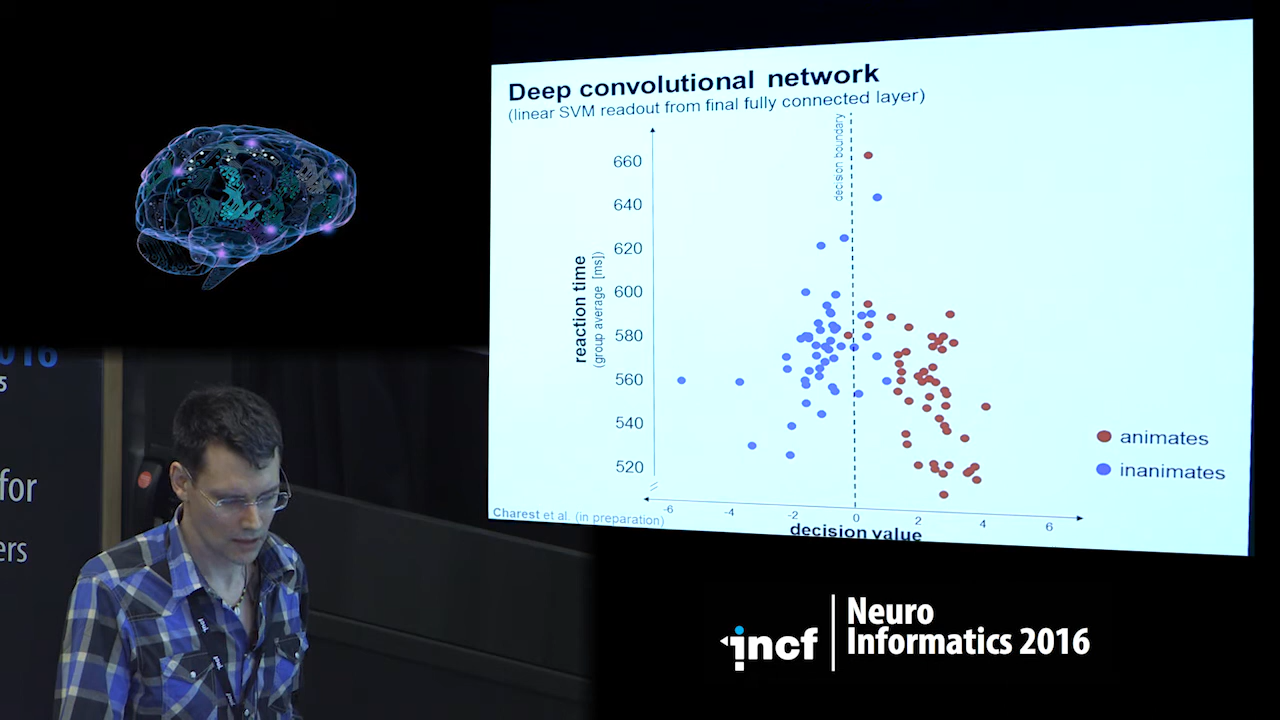 Deep convolutional network
(linear SVM readout from final fully connected layer)
decision boundary
660
640
620
600
580
560
540
520
reaction time
(group average [ms])
-6
-4
-2
0
2
4
6
decision value
animates
inanimates
Charest et al. (in preparation)
2016
s
for
ers
incf
Neuro
Informatics 2016